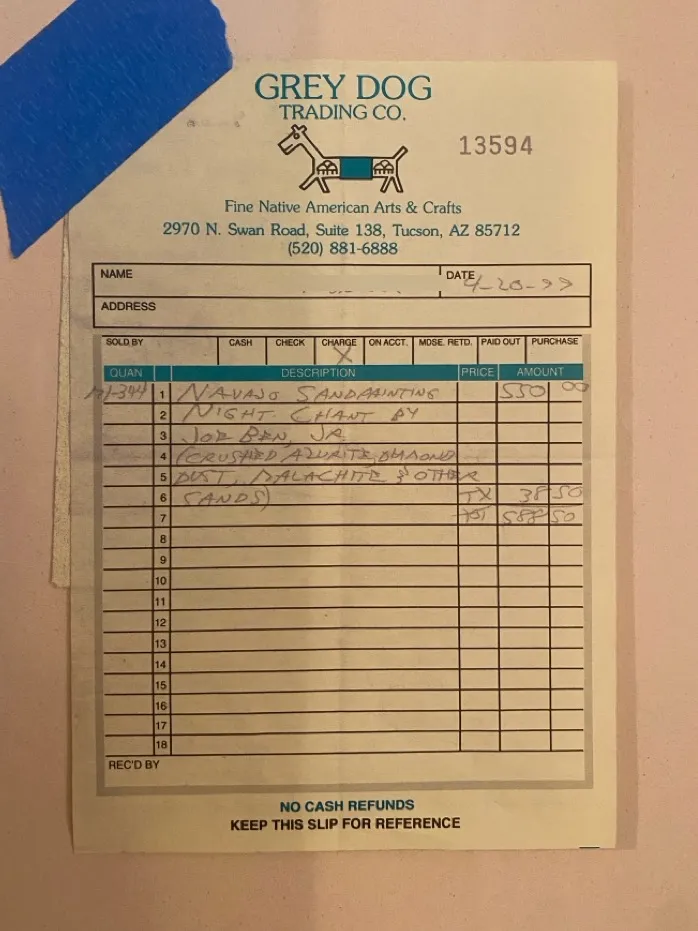 GREY DOG
TRADING CO.
13594
Fine Native American Arts & Crafts
2970 N. Swan Road, Suite 138, Tucson, AZ 85712
(520) 881-6888
NAME DATE 4-20-99
ADDRESS
SOLD BY CASH CHECK CHARGE ON ACCT. MDSE. RETD. PAID OUT PURCHASE
X
QUAN DESCRIPTION PRICE AMOUNT
1 NAVAJO SANDPAINTING 550 00
2 NIGHT CHANT BY
3 JOE BEN, JR
4 (CRUSHED AZURITE, DIAMOND
5 DUST, MALACHITE & OTHER
6 SANDS) TX 38 50
7 588 50
8
9
10
11
12
13
14
15
16
17
18
REC'D BY
NO CASH REFUNDS
KEEP THIS SLIP FOR REFERENCE